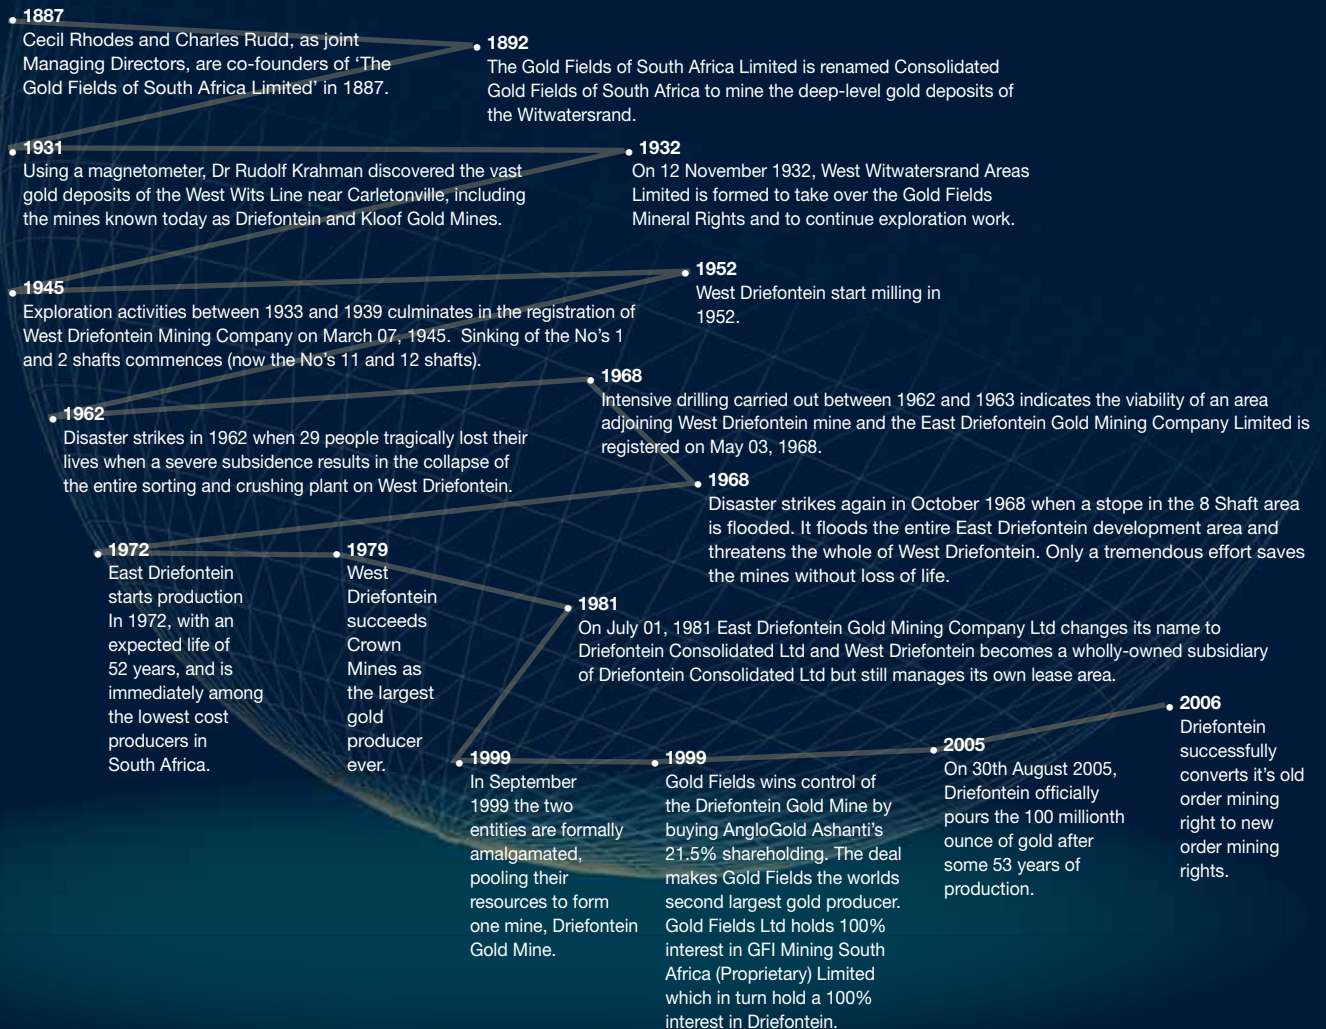 1887
Cecil Rhodes and Charles Rudd, as joint
Managing Directors, are co-founders of ‘The
Gold Fields of South Africa Limited’ in 1887.
1892
The Gold Fields of South Africa Limited is renamed Consolidated
Gold Fields of South Africa to mine the deep-level gold deposits of
the Witwatersrand.
1931
Using a magnetometer, Dr Rudolf Krahman discovered the vast
gold deposits of the West Wits Line near Carletonville, including
the mines known today as Driefontein and Kloof Gold Mines.
1932
On 12 November 1932, West Witwatersrand Areas
Limited is formed to take over the Gold Fields
Mineral Rights and to continue exploration work.
1945
Exploration activities between 1933 and 1939 culminates in the registration of
West Driefontein Mining Company on March 07, 1945.  Sinking of the No’s 1
and 2 shafts commences (now the No’s 11 and 12 shafts).
1952
West Driefontein start milling in
1952.
1962
Disaster strikes in 1962 when 29 people tragically lost their
lives when a severe subsidence results in the collapse of
the entire sorting and crushing plant on West Driefontein.
1968
Intensive drilling carried out between 1962 and 1963 indicates the viability of an area
adjoining West Driefontein mine and the East Driefontein Gold Mining Company Limited is
registered on May 03, 1968.
1968
Disaster strikes again in October 1968 when a stope in the 8 Shaft area
is flooded. It floods the entire East Driefontein development area and
threatens the whole of West Driefontein. Only a tremendous effort saves
the mines without loss of life.
1972
East Driefontein
starts production
In 1972, with an
expected life of
52 years, and is
immediately among
the lowest cost
producers in
South Africa.
1979
West
Driefontein
succeeds
Crown
Mines as
the largest
gold
producer
ever.
1981
On July 01, 1981 East Driefontein Gold Mining Company Ltd changes its name to
Driefontein Consolidated Ltd and West Driefontein becomes a wholly-owned subsidiary
of Driefontein Consolidated Ltd but still manages its own lease area.
1999
In September
1999 the two
entities are formally
amalgamated,
pooling their
resources to form
one mine, Driefontein
Gold Mine.
1999
Gold Fields wins control of
the Driefontein Gold Mine by
buying AngloGold Ashanti’s
21.5% shareholding. The deal
makes Gold Fields the worlds
second largest gold producer.
Gold Fields Ltd holds 100%
interest in GFI Mining South
Africa (Proprietary) Limited
which in turn hold a 100%
interest in Driefontein.
2005
On 30th August 2005,
Driefontein officially
pours the 100 millionth
ounce of gold after
some 53 years of
production.
2006
Driefontein
successfully
converts it’s old
order mining
right to new
order mining
rights.